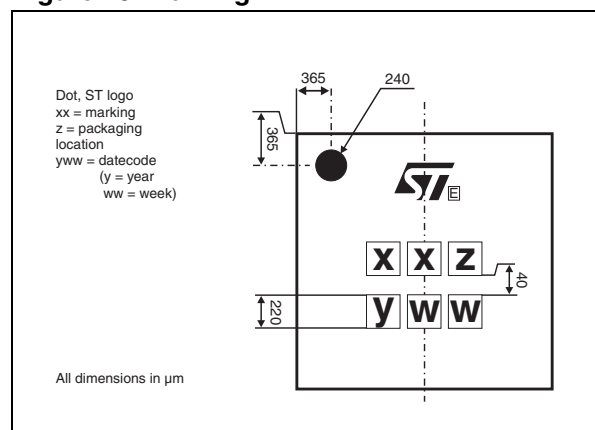 365
240
Dot, ST logo
xx = marking
z = packaging
location
yww = datecode
(y = year
ww = week)
365
ST
E
x x z
40
y w w
220
All dimensions in µm